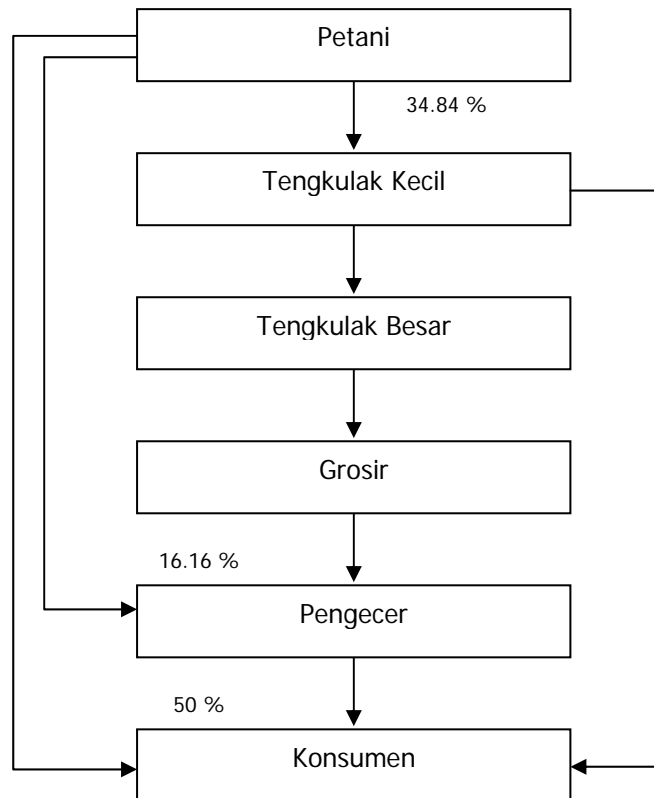 Petani
34.84 %
Tengkulak Kecil
Tengkulak Besar
Grosir
16.16 %
Pengecer
50 %
Konsumen